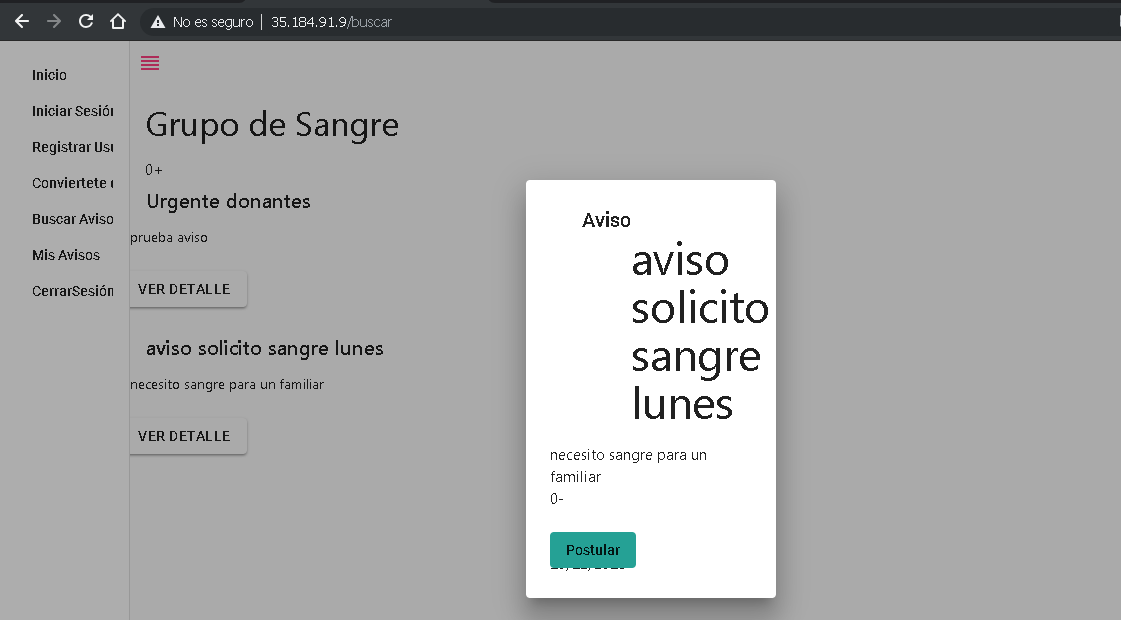 No es seguro | 35.184.91.9/buscar
Inicio
Iniciar Sesión
Registrar Usu
Conviertete
Buscar Aviso
Mis Avisos
CerrarSesión
Grupo de Sangre
0+
Urgente donantes
prueba aviso
VER DETALLE
aviso solicito sangre lunes
necesito sangre para un familiar
VER DETALLE
Aviso
aviso
solicito
sangre
lunes
necesito sangre para un
familiar
0-
Postular